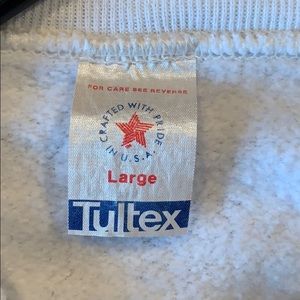 FOR CARE SEE REVERSE
CRAFTED WITH PRIDE
IN U.S.A.
Large
Tultex